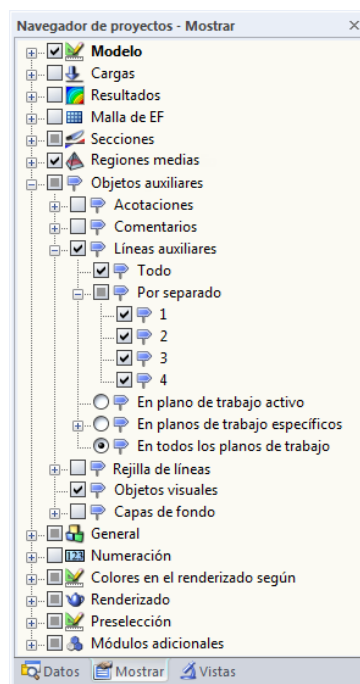 Navegador de proyectos - Mostrar
Modelo
Cargas
Resultados
Malla de EF
Secciones
Regiones medias
Objetos auxiliares
Acotaciones
Comentarios
Líneas auxiliares
Todo
Por separado
1
2
3
4
En plano de trabajo activo
En planos de trabajo específicos
En todos los planos de trabajo
Rejilla de líneas
Objetos visuales
Capas de fondo
General
123 Numeración
Colores en el renderizado según
Renderizado
Preselección
Módulos adicionales
Datos Mostrar Vistas